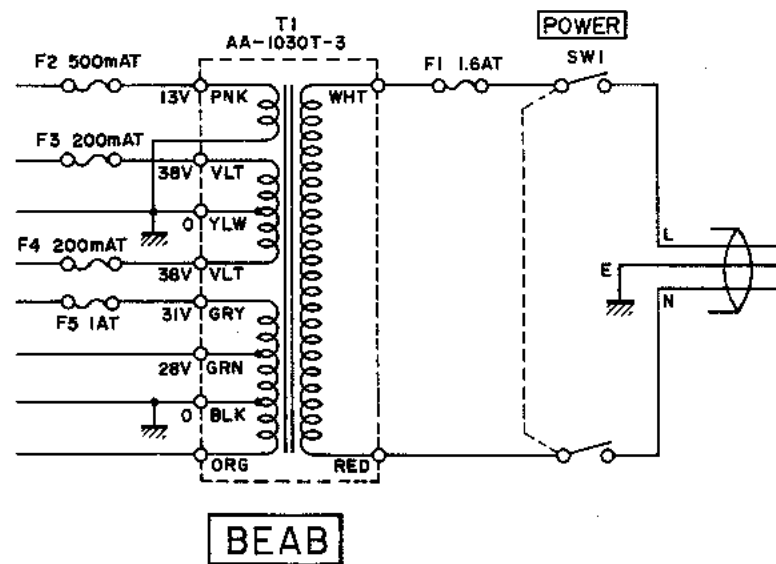 T1
AA-1030T-3
POWER
SW1
F2 500mAT
F1 1.6AT
13V
PNK
WHT
F3 200mAT
38V
VLT
0
YLW
F4 200mAT
38V
VLT
L
E
N
31V
GRY
F5 1AT
28V
GRN
0
BLK
ORG
RED
BEAB